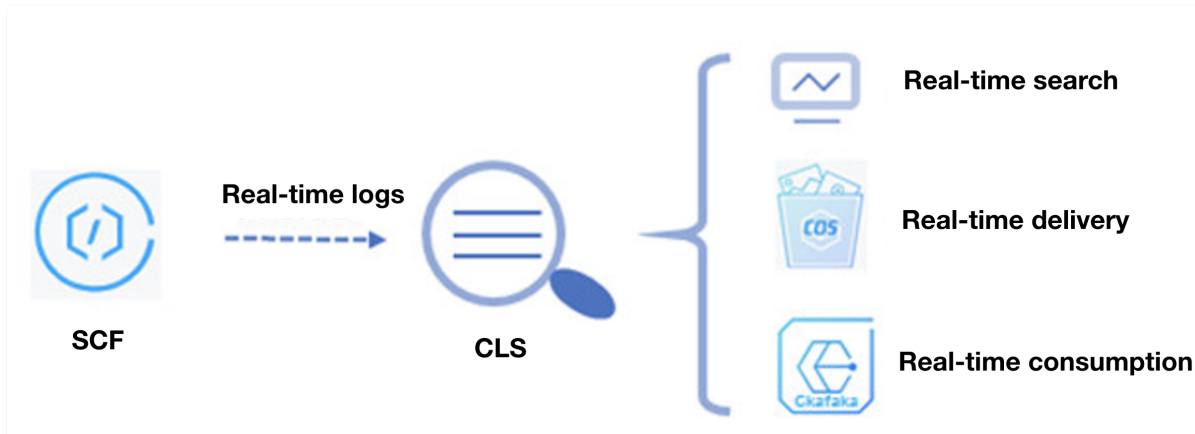 Real-time search
Real-time logs
COS
Real-time delivery
SCF
CLS
Real-time consumption
Ckafaka